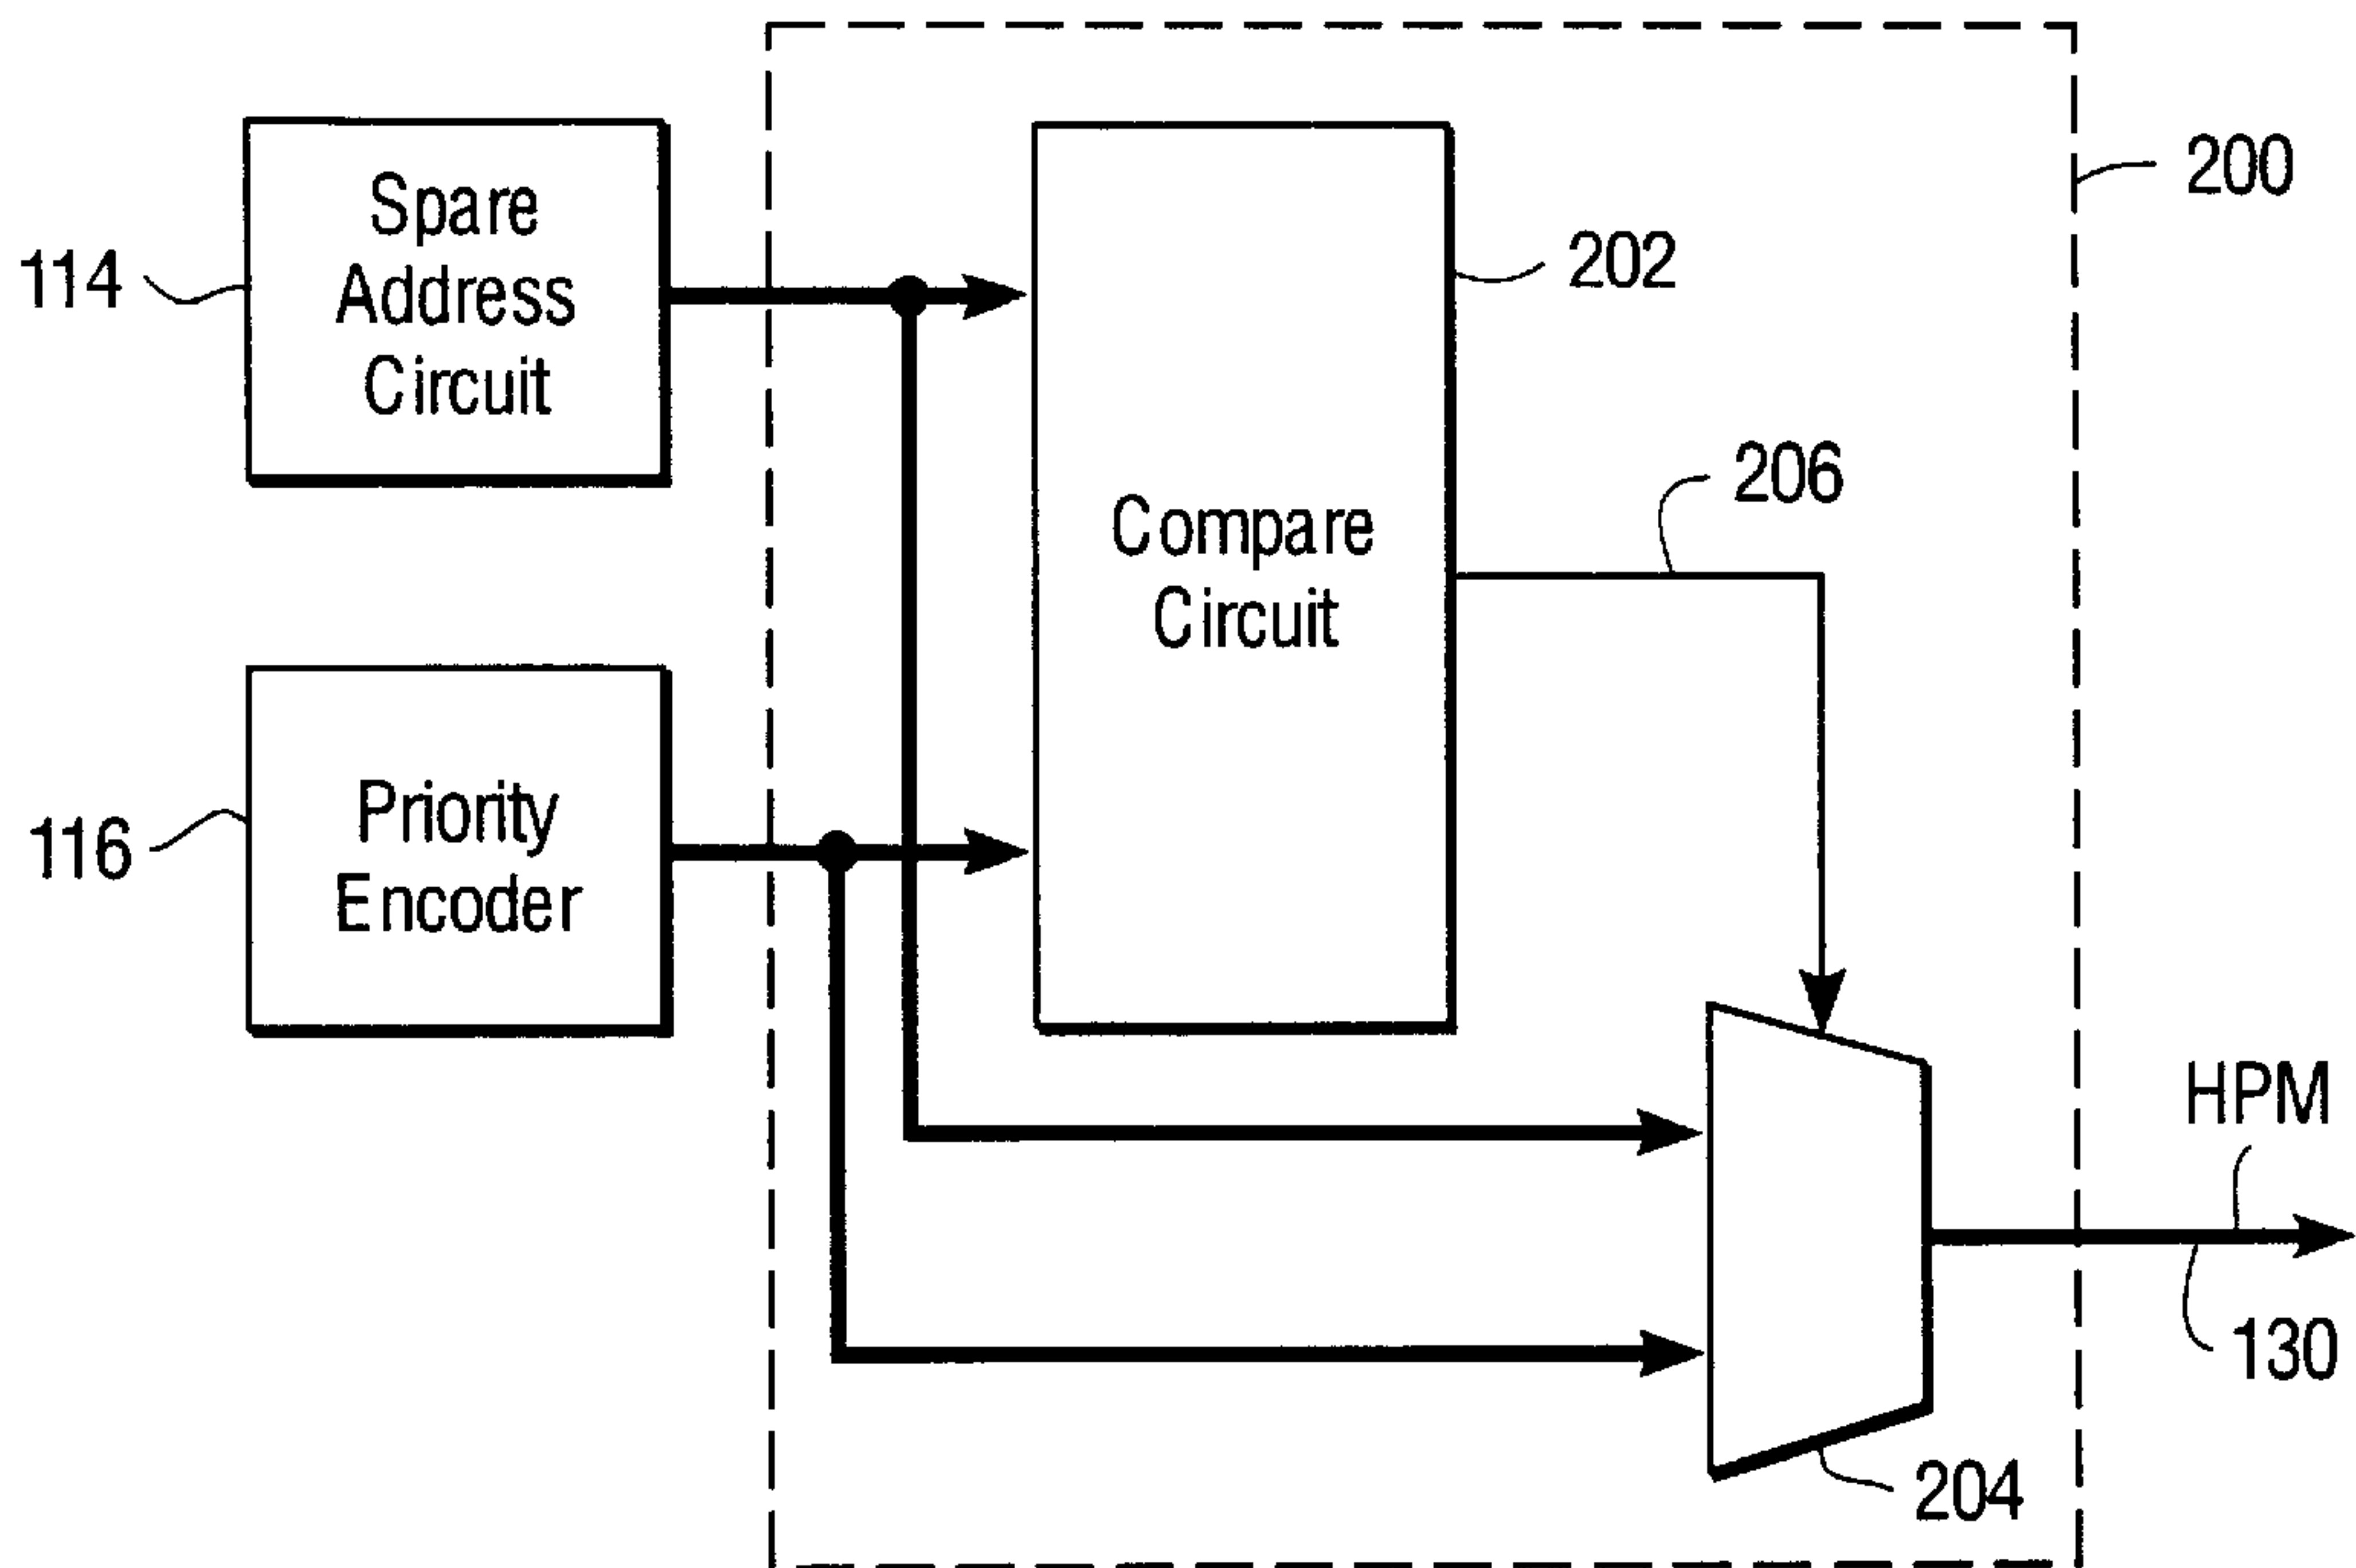 200
Spare
Address
Circuit
114
202
206
Compare
Circuit
Priority
Encoder
116
HPM
130
204